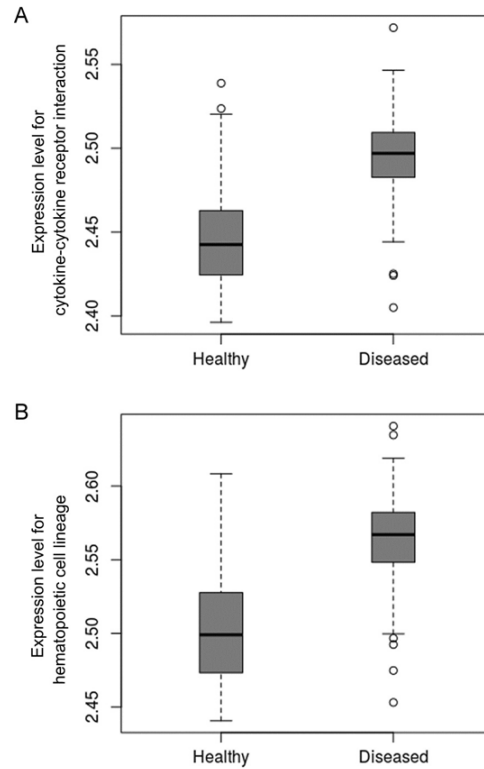 A
Expression level for
cytokine-cytokine receptor interaction
2.55
2.50
2.45
2.40
Healthy Diseased
B
Expression level for
hematopoietic cell lineage
2.60
2.55
2.50
2.45
Healthy Diseased